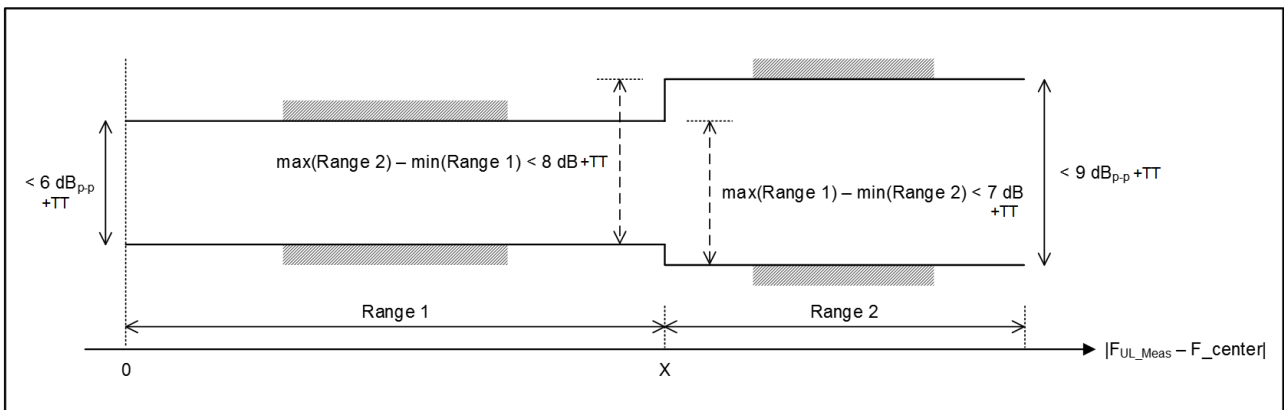 max(Range 2) – min(Range 1) < 8 dB +TT
< 6 dBp-p
+TT
max(Range 1) – min(Range 2) < 7 dB
+TT
< 9 dBp-p +TT
Range 1
Range 2
0
X
|FUL_Meas – F_center|